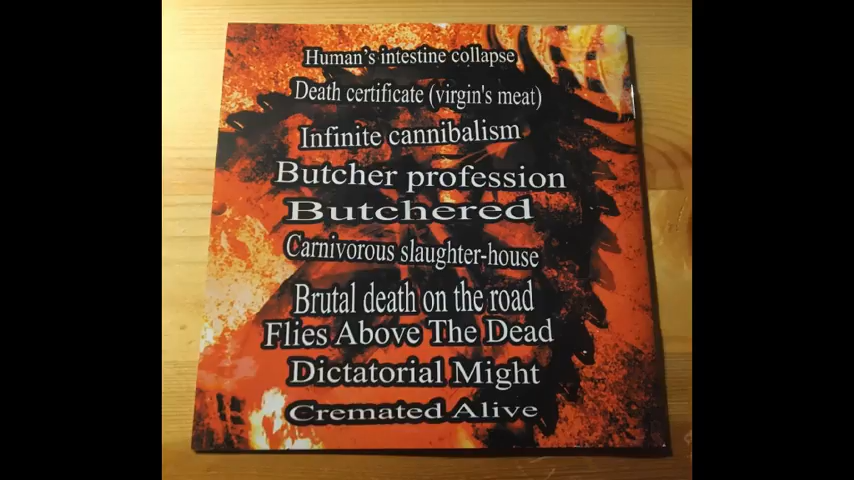 Human's intestine collapse
Death certificate (virgin's meat)
Infinite cannibalism
Butcher profession
Butchered
Carnivorous slaughter-house
Brutal death on the road
Flies Above The Dead
Dictatorial Might
Cremated Alive